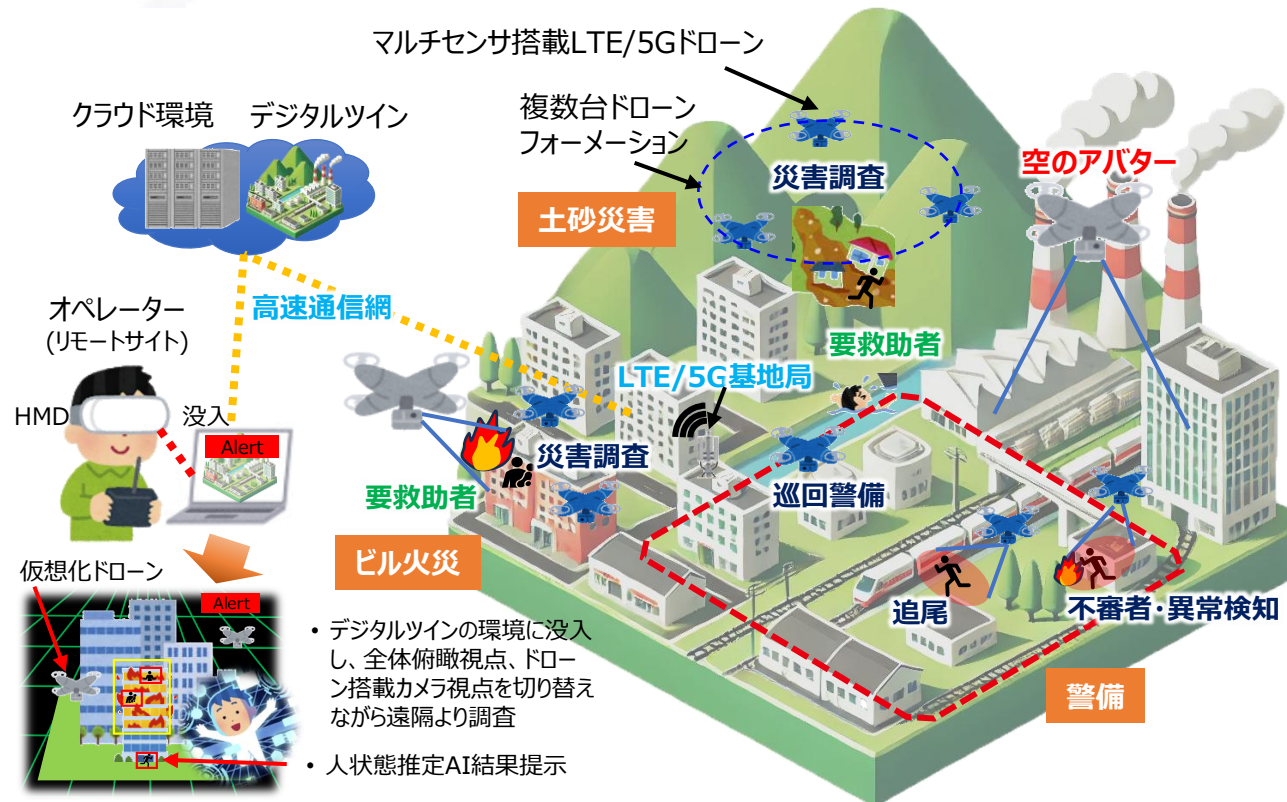 マルチセンサ搭載LTE/5Gドローン
複数台ドローン
フォーメーション
クラウド環境
デジタルツイン
災害調査
空のアバター
土砂災害
高速通信網
オペレーター
(リモートサイト)
要救助者
LTE/5G基地局
HMD
没入
Alert
災害調査
要救助者
巡回警備
ビル火災
追尾
不審者・異常検知
警備
仮想化ドローン
Alert
• デジタルツインの環境に没入
し、全体俯瞰視点、ドロー
ン搭載カメラ視点を切り替え
ながら遠隔より調査
• 人状態推定AI結果提示